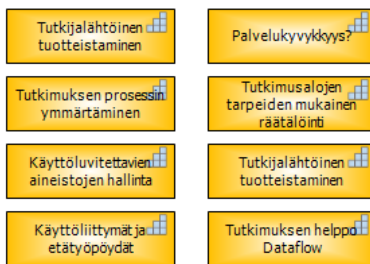 Tutkijalähtöinen
tuotteistaminen
Palvelukyvykkyys?
Tutkimuksen prosessin
ymmärtäminen
Tutkimusalojen
tarpeiden mukainen
räätälöinti
Käyttöluvitettavien
aineistojen hallinta
Tutkijalähtöinen
tuotteistaminen
Käyttöliittymät ja
etätyöpöydät
Tutkimuksen helppo
Dataflow